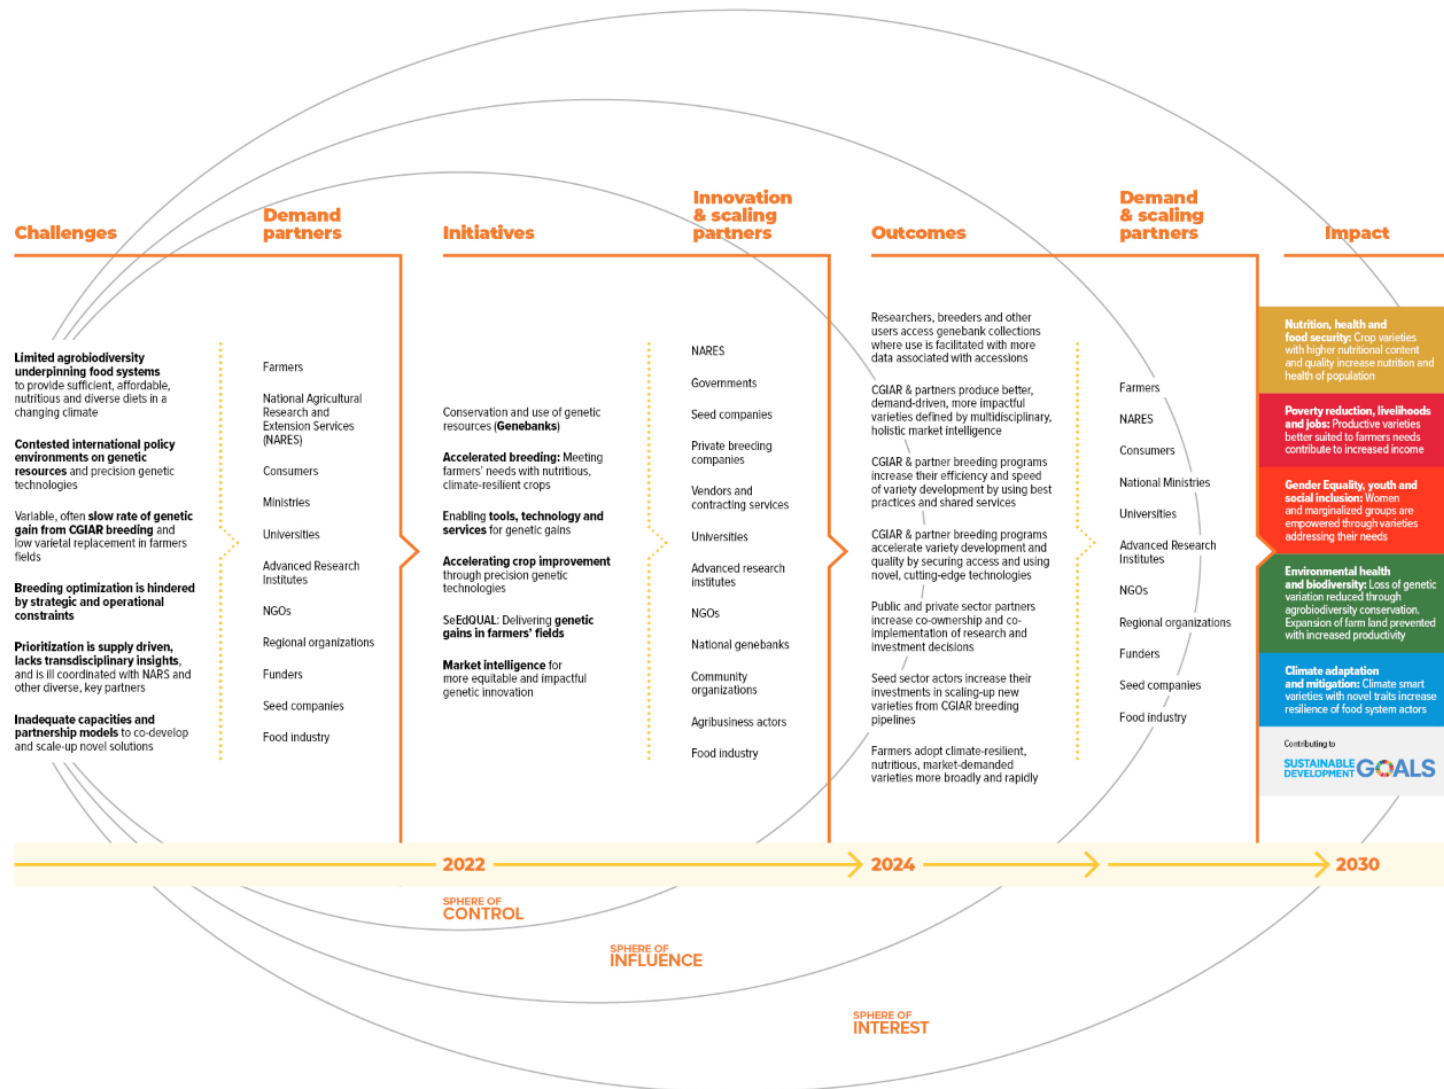 Challenges
Limited agrobiodiversity
underpinning food systems
to provide sufficient, affordable,
nutritious and diverse diets in a
changing climate
Contested international policy
environments on genetic
resources and precision genetic
technologies
Variable, often slow rate of genetic
gain from CGIAR breeding and
low varietal replacement in farmers
fields
Breeding optimization is hindered
by strategic and operational
constraints
Prioritization is supply driven,
lacks transdisciplinary insights,
and is ill coordinated with NARS and
other diverse, key partners
Inadequate capacities and
partnership models to co-develop
and scale-up novel solutions
Demand
partners
Farmers
National Agricultural
Research and
Extension Services
(NARES)
Consumers
Ministries
Universities
Advanced Research
Institutes
NGOs
Regional organizations
Funders
Seed companies
Food industry
Initiatives
Conservation and use of genetic
resources (Genebanks)
Accelerated breeding: Meeting
farmers' needs with nutritious,
climate-resilient crops
Enabling tools, technology and
services for genetic gains
Accelerating crop improvement
through precision genetic
technologies
SeEdQUAL: Delivering genetic
gains in farmers' fields
Market intelligence for
more equitable and impactful
genetic innovation
Innovation
& scaling
partners
NARES
Governments
Seed companies
Private breeding
companies
Vendors and
contracting services
Universities
Advanced research
institutes
NGOs
National genebanks
Community
organizations
Agribusiness actors
Food industry
Outcomes
Researchers, breeders and other
users access genebank collections
where use is facilitated with more
data associated with accessions
CGIAR & partners produce better,
demand-driven, more impactful
varieties defined by multidisciplinary,
holistic market intelligence
CGIAR & partner breeding programs
increase their efficiency and speed
of variety development by using best
practices and shared services
CGIAR & partner breeding programs
accelerate variety development and
quality by securing access and using
novel, cutting-edge technologies
Public and private sector partners
increase co-ownership and co-
implementation of research and
investment decisions
Seed sector actors increase their
investments in scaling-up new
varieties from CGIAR breeding
pipelines
Farmers adopt climate-resilient,
nutritious, market-demanded
varieties more broadly and rapidly
Demand
& scaling
partners
Farmers
NARES
Consumers
National Ministries
Universities
Advanced Research
Institutes
NGOs
Regional organizations
Funders
Seed companies
Food industry
Impact
Nutrition, health and
food security: Crop varieties
with higher nutritional content
and quality increase nutrition and
health of population
Poverty reduction, livelihoods
and jobs: Productive varieties
better suited to farmers needs
contribute to increased income
Gender Equality, youth and
social inclusion: Women
and marginalized groups are
empowered through varieties
addressing their needs
Environmental health
and biodiversity: Loss of genetic
variation reduced through
agrobiodiversity conservation.
Expansion of farm land prevented
with increased productivity
Climate adaptation
and mitigation: Climate smart
varieties with novel traits increase
resilience of food system actors
Contributing to
SUSTAINABLE
DEVELOPMENT GOALS
2022
2024
2030
SPHERE OF
CONTROL
SPHERE OF
INFLUENCE
SPHERE OF
INTEREST